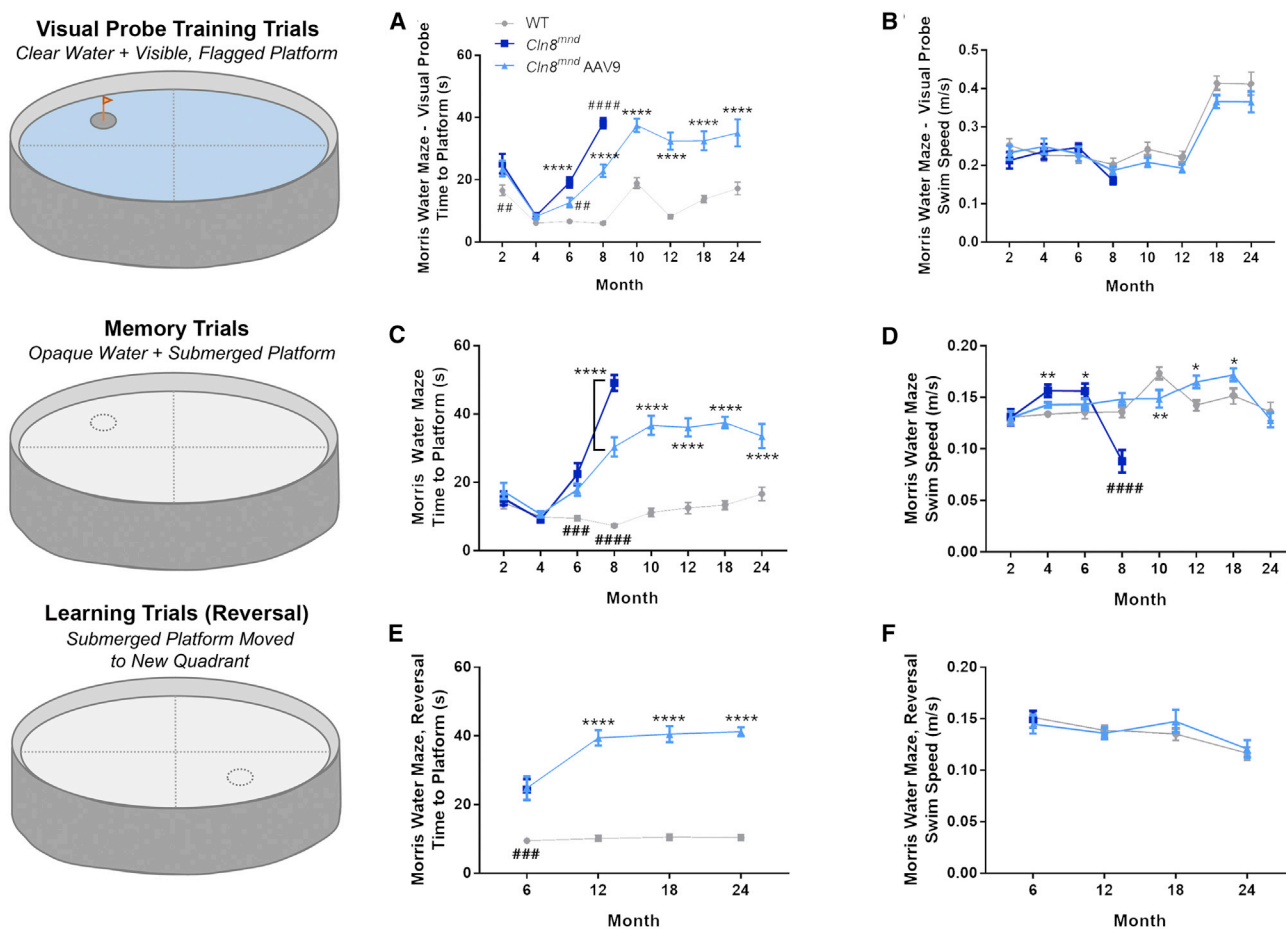 Visual Probe Training Trials
Clear Water + Visible, Flagged Platform
A
WT
Cln8mnd
Cln8mnd AAV9
Morris Water Maze - Visual Probe
Time to Platform (s)
60
40
20
0
##
****
##
####
****
****
****
****
****
2 4 6 8 10 12 18 24
Month
B
Morris Water Maze - Visual Probe
Swim Speed (m/s)
0.5
0.4
0.3
0.2
0.1
0.0
2 4 6 8 10 12 18 24
Month
Memory Trials
Opaque Water + Submerged Platform
C
Morris Water Maze
Time to Platform (s)
60
40
20
0
###
****
####
****
****
****
****
2 4 6 8 10 12 18 24
Month
D
Morris Water Maze
Swim Speed (m/s)
0.20
0.15
0.10
0.05
0.00
**
*
####
**
*
*
2 4 6 8 10 12 18 24
Month
Learning Trials (Reversal)
Submerged Platform Moved
to New Quadrant
E
Morris Water Maze, Reversal
Time to Platform (s)
60
40
20
0
###
****
****
****
6 12 18 24
Month
F
Morris Water Maze, Reversal
Swim Speed (m/s)
0.20
0.15
0.10
0.05
0.00
6 12 18 24
Month